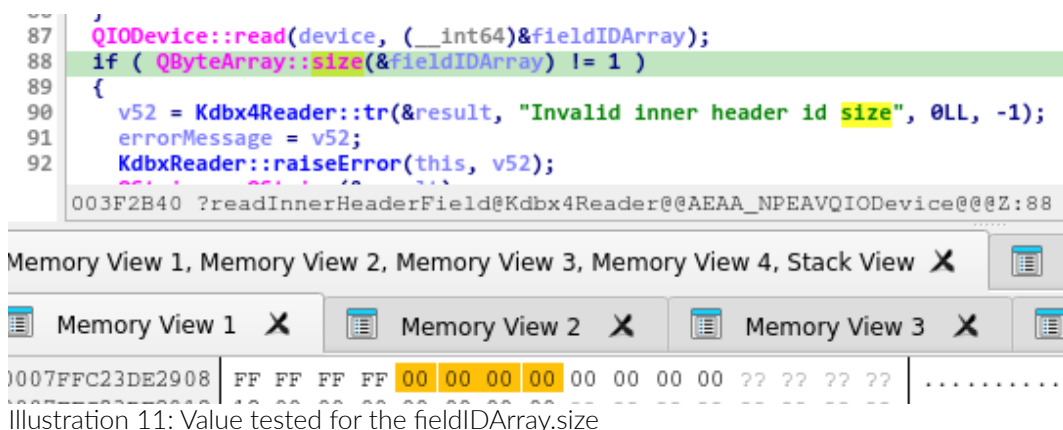 87 QIODevice::read(device, (__int64)&fieldIDArray);
88 if ( QByteArray::size(&fieldIDArray) != 1 )
89 {
90 v52 = Kdbx4Reader::tr(&result, "Invalid inner header id size", 0LL, -1);
91 errorMessage = v52;
92 KdbxReader::raiseError(this, v52);
003F2B40 ?readInnerHeaderField@Kdbx4Reader@@AEAA_NPEAVQIODevice@@@Z:88
Memory View 1, Memory View 2, Memory View 3, Memory View 4, Stack View
Memory View 1 Memory View 2 Memory View 3
0007FFC23DE2908 FF FF FF FF 00 00 00 00 00 00 00 00 ?? ?? ?? ?? ..........
Illustration 11: Value tested for the fieldIDArray.size